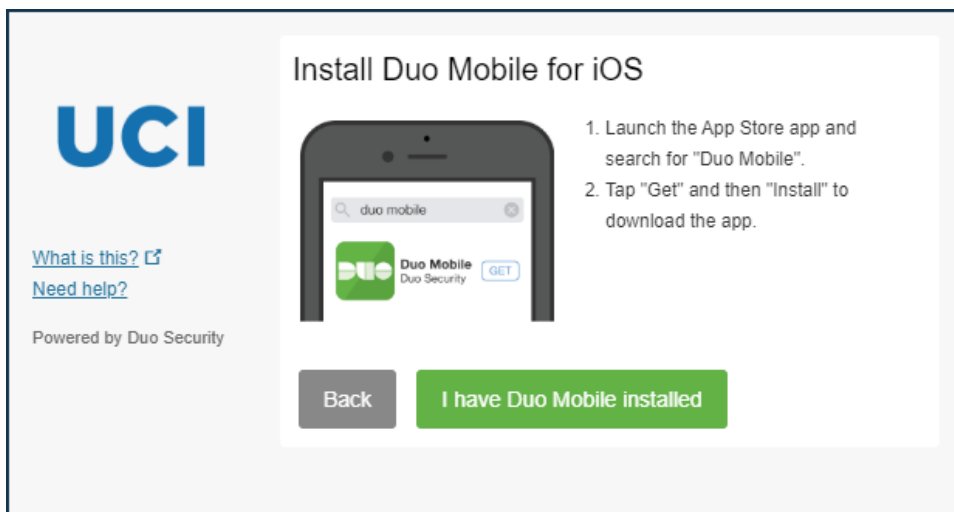 UCI
What is this?
Need help?
Powered by Duo Security
Install Duo Mobile for iOS
duo mobile
DUO
Duo Mobile
Duo Security
GET
1. Launch the App Store app and
search for "Duo Mobile".
2. Tap "Get" and then "Install" to
download the app.
Back
I have Duo Mobile installed